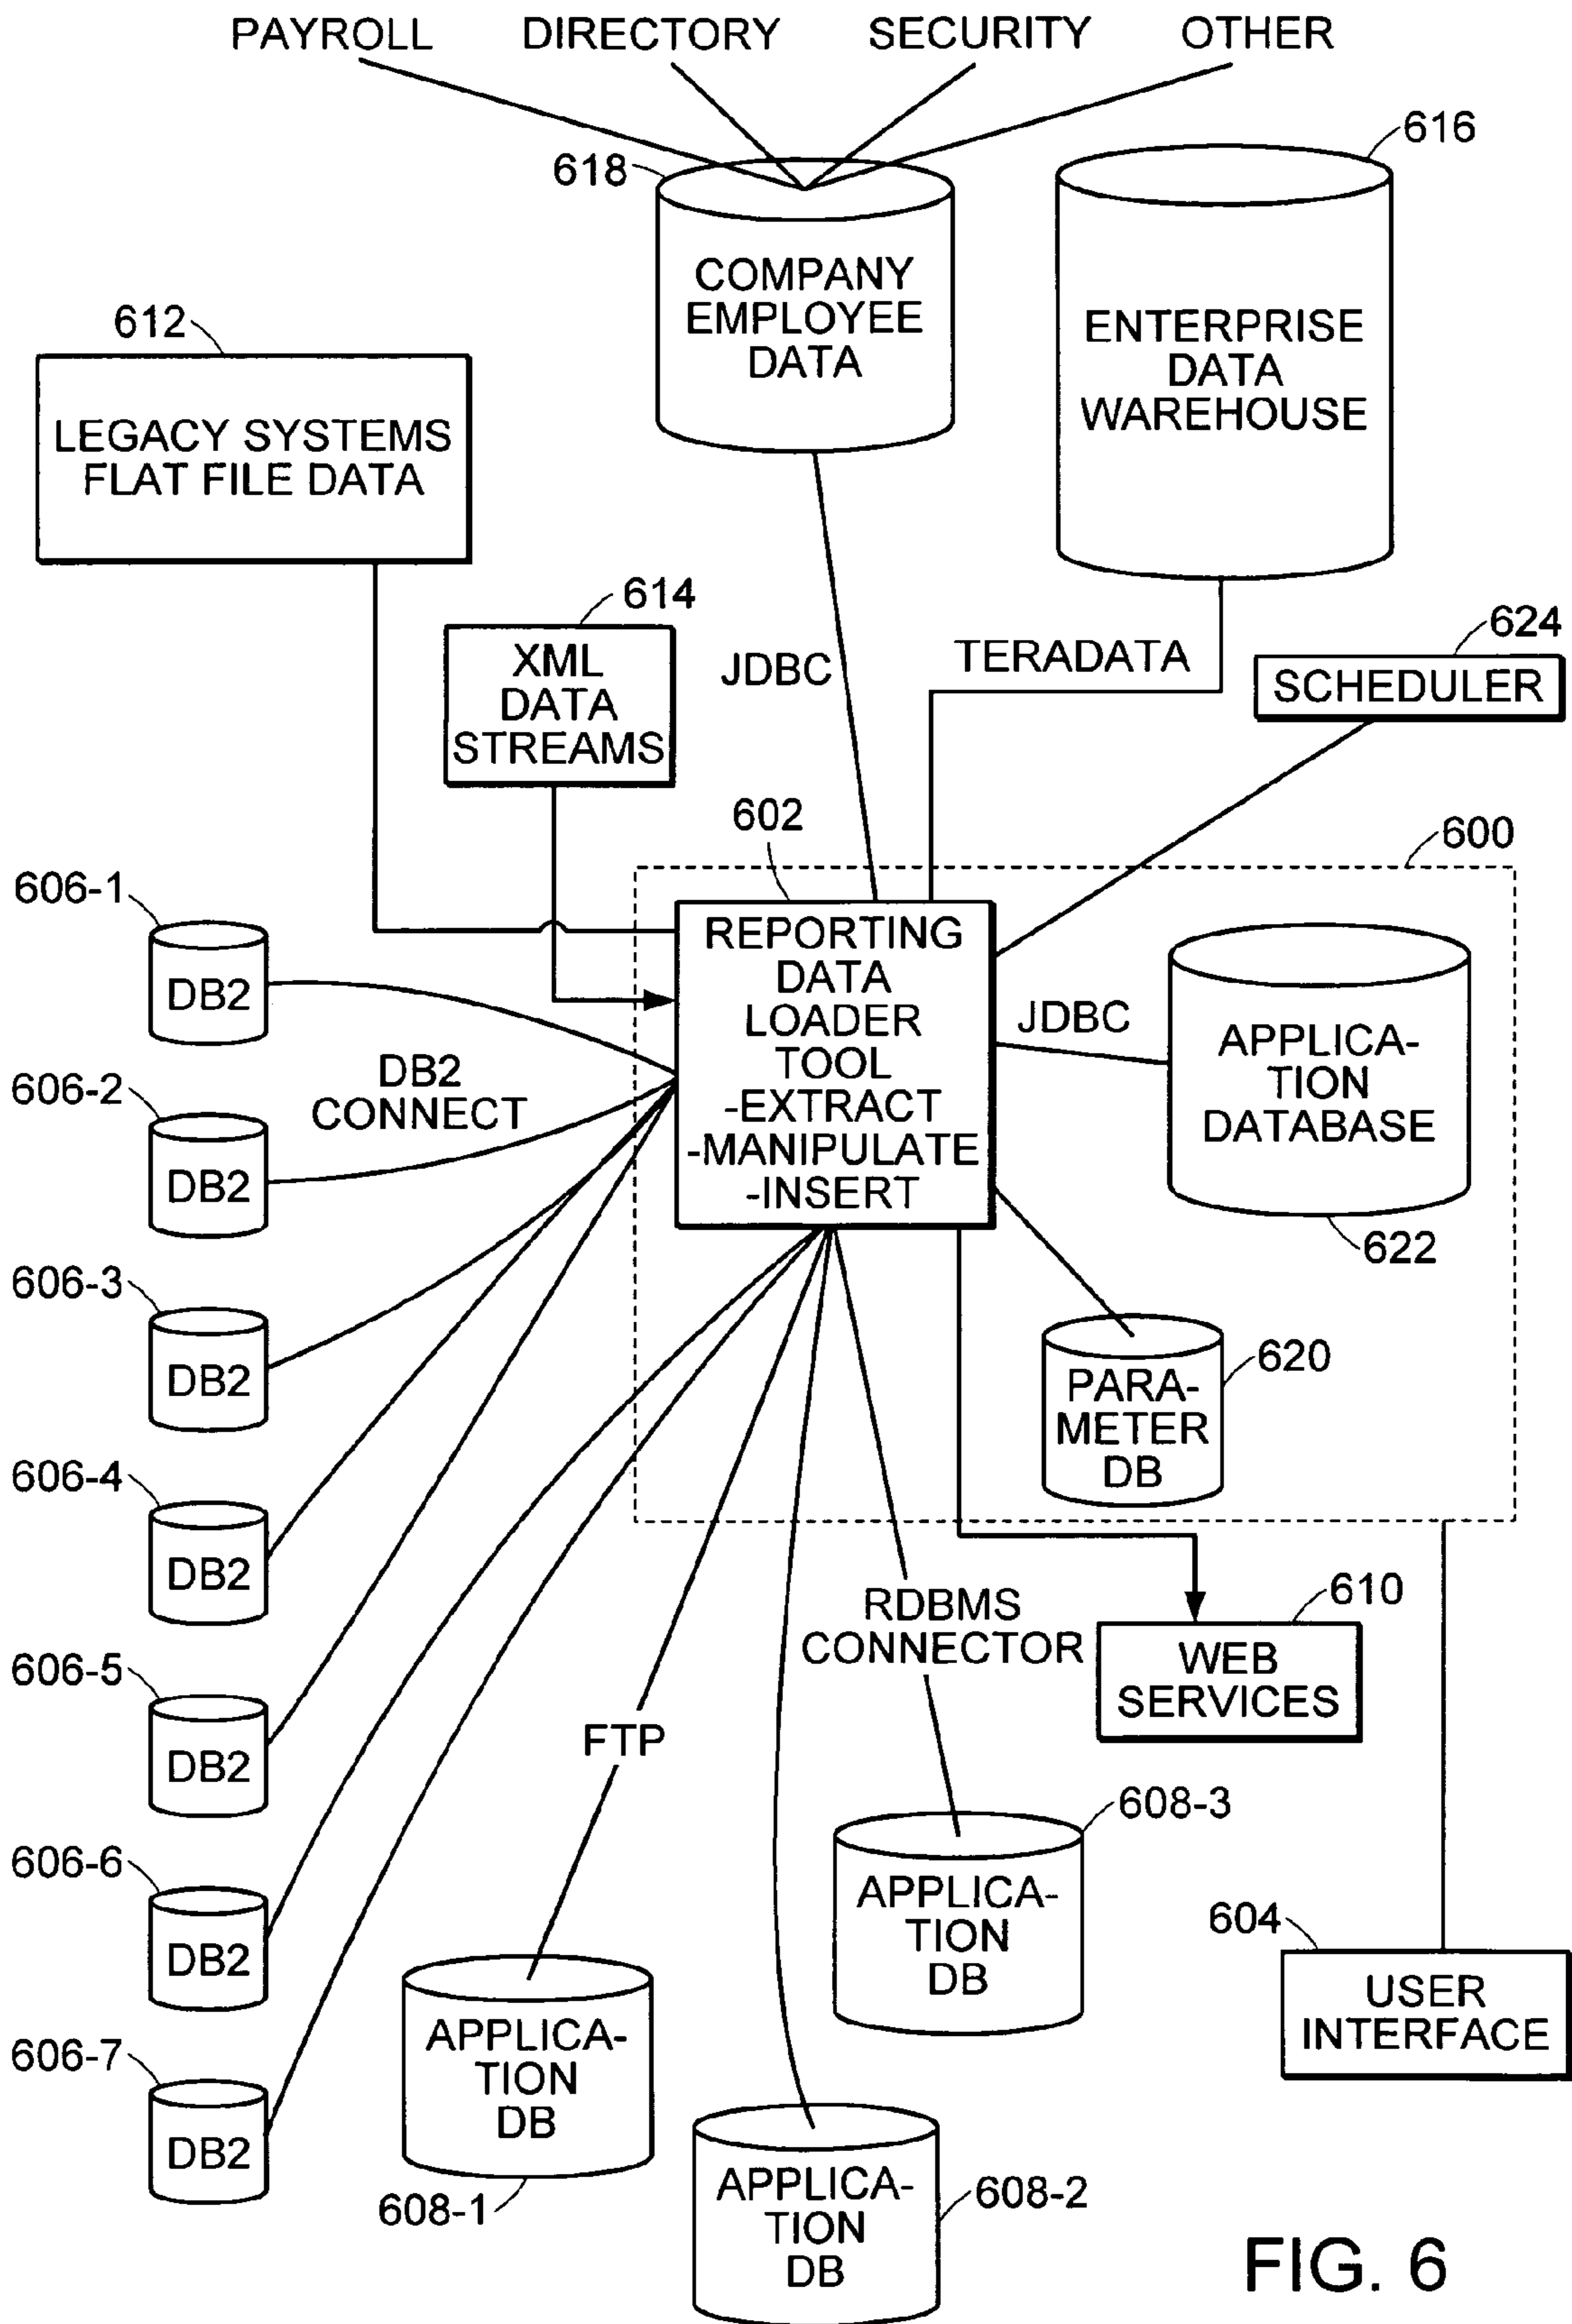 PAYROLL DIRECTORY SECURITY OTHER
616
618
COMPANY
EMPLOYEE
DATA
ENTERPRISE
DATA
WAREHOUSE
612
LEGACY SYSTEMS
FLAT FILE DATA
614
XML
DATA
STREAMS
JDBC
TERADATA
624
SCHEDULER
602
600
REPORTING
DATA
LOADER
TOOL
-EXTRACT
-MANIPULATE
-INSERT
JDBC
APPLICA-
TION
DATABASE
622
606-1
DB2
DB2
CONNECT
606-2
DB2
606-3
DB2
620
PARA-
METER
DB
606-4
DB2
606-5
DB2
RDBMS
CONNECTOR
610
WEB
SERVICES
FTP
606-6
DB2
608-3
APPLICA-
TION
DB
604
USER
INTERFACE
606-7
DB2
APPLICA-
TION
DB
608-1
APPLICA-
TION
DB
608-2
FIG. 6